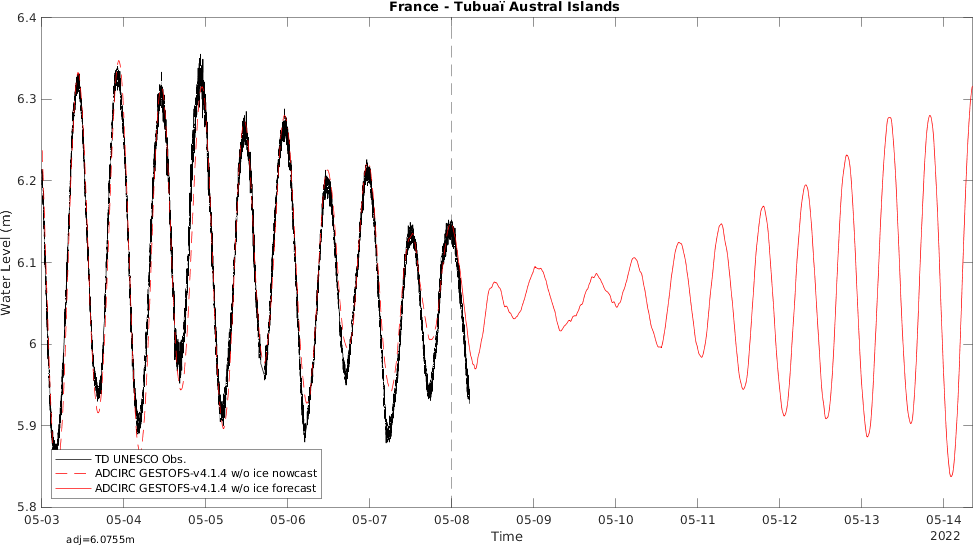 France - Tubuaï Austral Islands
6.4
6.3
6.2
6.1
6
5.9
5.8
Water Level (m)
TD UNESCO Obs.
ADCIRC GESTOFS-v4.1.4 w/o ice nowcast
ADCIRC GESTOFS-v4.1.4 w/o ice forecast
05-03 05-04 05-05 05-06 05-07 05-08 05-09 05-10 05-11 05-12 05-13 05-14
adj=6.0755m Time 2022